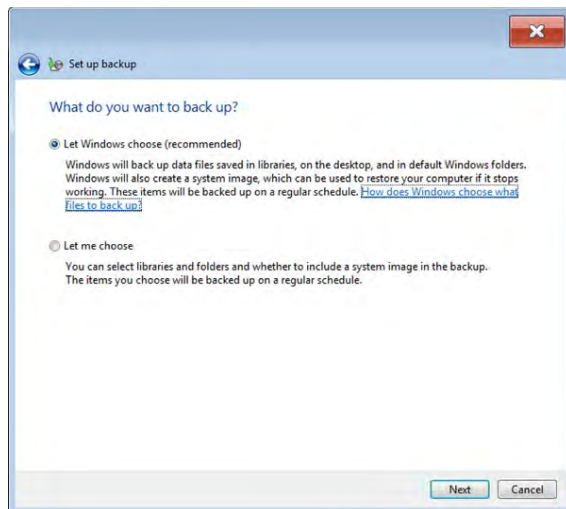 Set up backup
What do you want to back up?
Let Windows choose (recommended)
Windows will back up data files saved in libraries, on the desktop, and in default Windows folders.
Windows will also create a system image, which can be used to restore your computer if it stops
working. These items will be backed up on a regular schedule. How does Windows choose what
files to back up?
Let me choose
You can select libraries and folders and whether to include a system image in the backup.
The items you choose will be backed up on a regular schedule.
Next Cancel